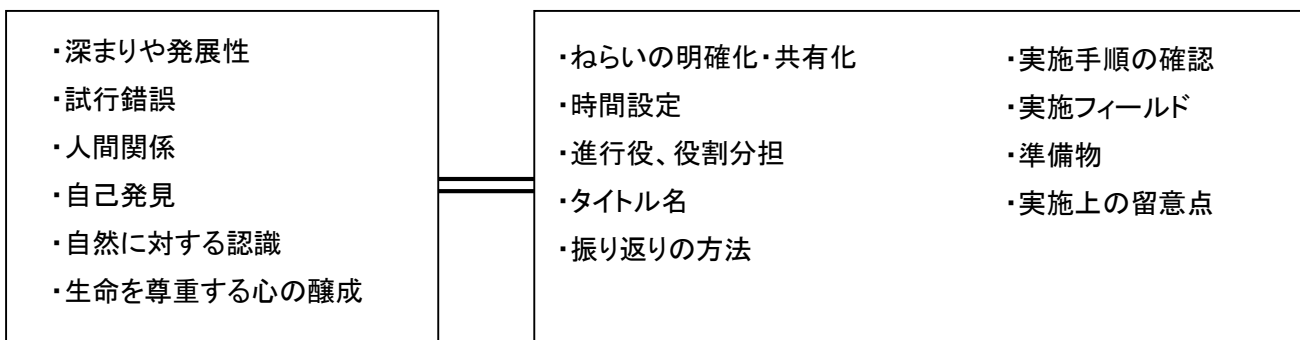 ・深まりや発展性
・試行錯誤
・人間関係
・自己発見
・自然に対する認識
・生命を尊重する心の醸成
・ねらいの明確化・共有化
・時間設定
・進行役、役割分担
・タイトル名
・振り返りの方法
・実施手順の確認
・実施フィールド
・準備物
・実施上の留意点